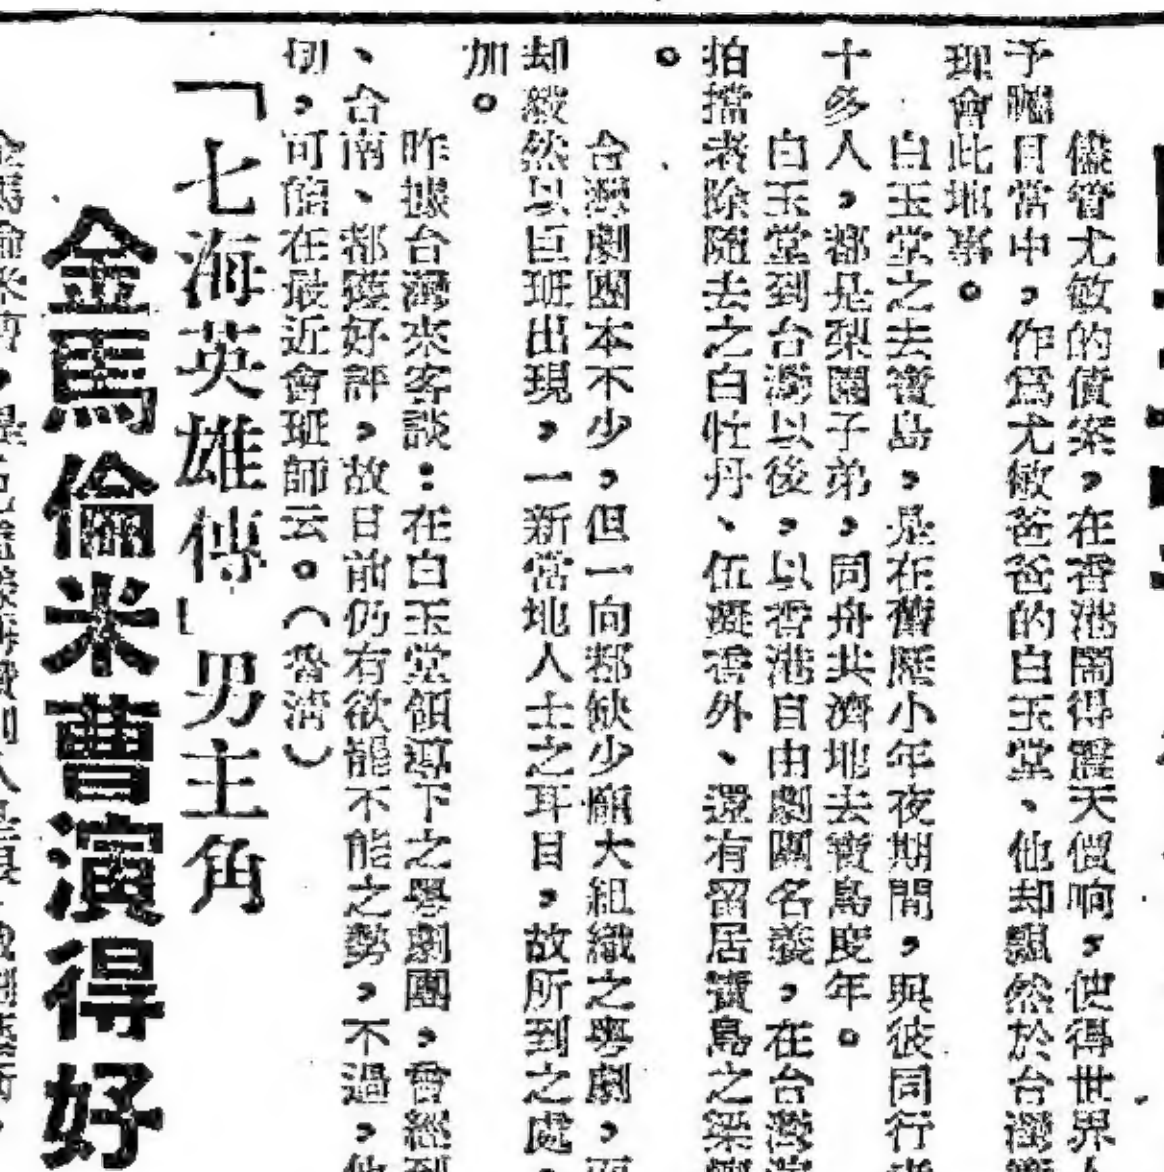 儘管尤敏的債案，在香港鬧得震天價响，使得世界
予矚目當中，作爲尤敏爸爸的白玉堂、他却飄然於台灣
理會此地事。
白玉堂之去寶島，是在舊曆小年夜期間，與彼同行
十多人，都是梨園子弟，同舟共濟地去寶島度年。
白玉堂到台灣以後，以香港自由劇團名義，在台灣
拍擋者除隨去之白牡丹、伍凝香外、還有留居寶島之梁
。
台灣劇團本不少，但一向都缺少龐大組織之粤劇，
却毅然以巨班出現，一新當地人士之耳目，故所到之處，
加。
昨據台灣來客談：在白玉堂領導下之粤劇團，曾經到
、台南、都獲好評，故目前仍有欲罷不能之勢，不過，他
，可能在最近會班師云。
「七海英雄傳」男主角
金馬倫米曹演得好